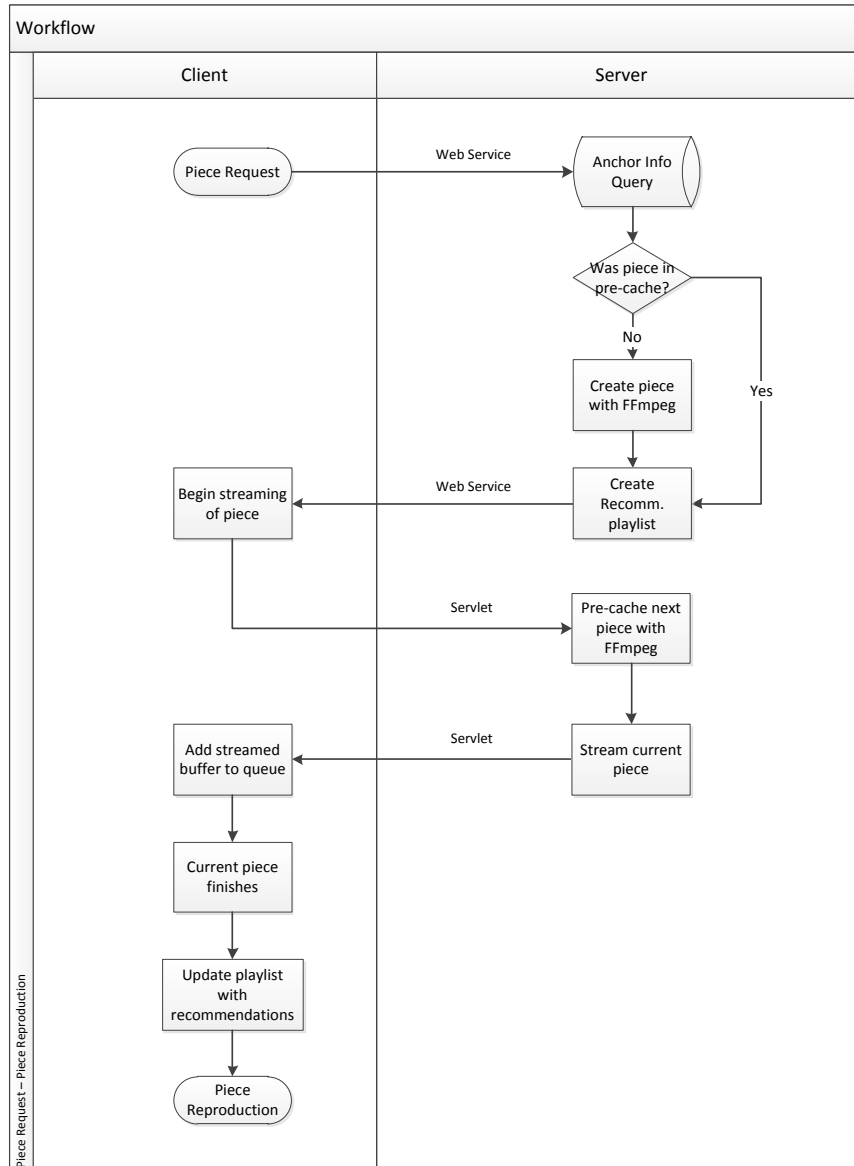 Workflow
Client
Server
Piece Request
Web Service
Anchor Info
Query
Was piece in
pre-cache?
No
Yes
Create piece
with FFmpeg
Begin streaming
of piece
Web Service
Create
Recomm.
playlist
Servlet
Pre-cache next
piece with
FFmpeg
Add streamed
buffer to queue
Servlet
Stream current
piece
Current piece
finishes
Update playlist
with
recommendations
Piece
Reproduction
Piece Request – Piece Reproduction